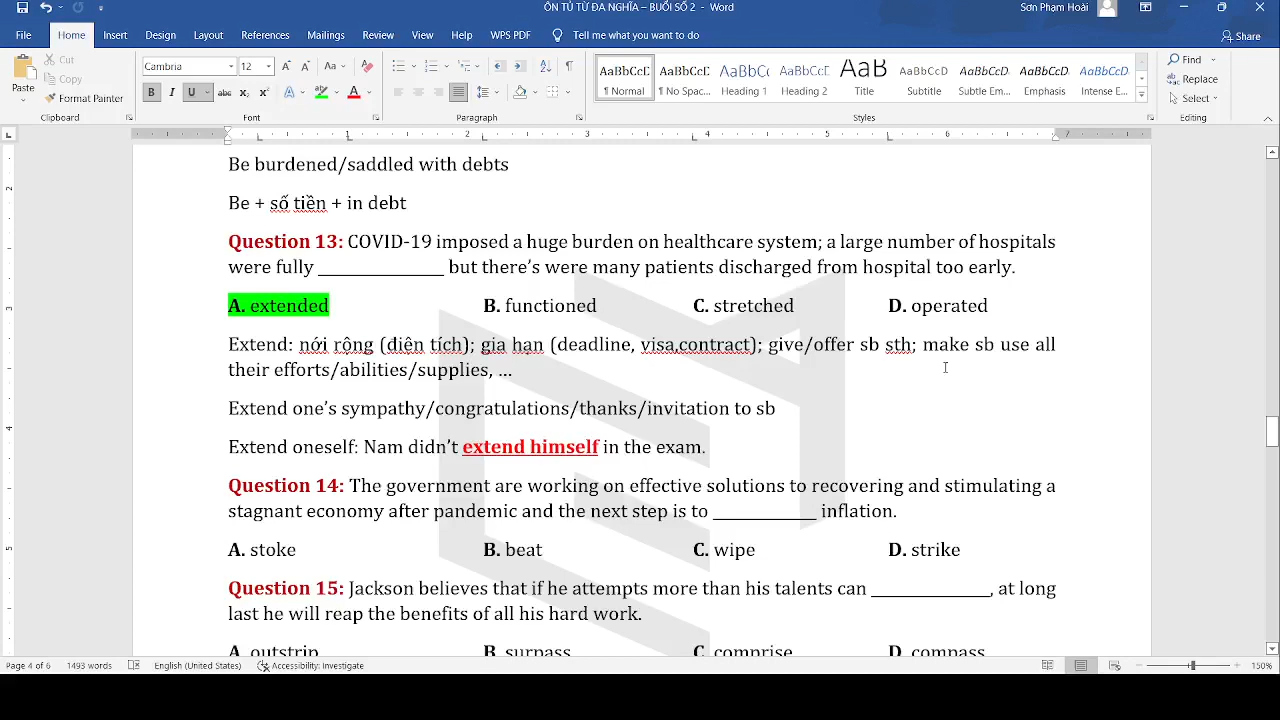 ÔN TỪ TỪ ĐA NGHĨA – BUỔI SỐ 2 - Word
Sơn Phạm Hoài
File Home Insert Design Layout References Mailings Review View Help WPS PDF Tell me what you want to do Share
Paste
Cut
Copy
Format Painter
Clipboard
Cambria 12
Font
Paragraph
AaBbCcDc ¶ Normal
AaBbCcDc ¶ No Spac...
AaBbCc Heading 1
AaBbCcD Heading 2
AaB Title
AaBbCcD Subtitle
AaBbCcD Subtle Em...
AaBbCcD Emphasis
AaBbCcD Intense E...
Styles
Find
Replace
Select
Editing
Be burdened/saddled with debts
Be + số tiền + in debt
Question 13: COVID-19 imposed a huge burden on healthcare system; a large number of hospitals
were fully ______________ but there’s were many patients discharged from hospital too early.
A. extended B. functioned C. stretched D. operated
Extend: nới rộng (diện tích); gia hạn (deadline, visa,contract); give/offer sb sth; make sb use all
their efforts/abilities/supplies, …
Extend one’s sympathy/congratulations/thanks/invitation to sb
Extend oneself: Nam didn’t extend himself in the exam.
Question 14: The government are working on effective solutions to recovering and stimulating a
stagnant economy after pandemic and the next step is to ____________ inflation.
A. stoke B. beat C. wipe D. strike
Question 15: Jackson believes that if he attempts more than his talents can ______________, at long
last he will reap the benefits of all his hard work.
A. outstrip B. surpass C. comprise D. compass
Page 4 of 6 1493 words English (United States) Accessibility: Investigate 150%